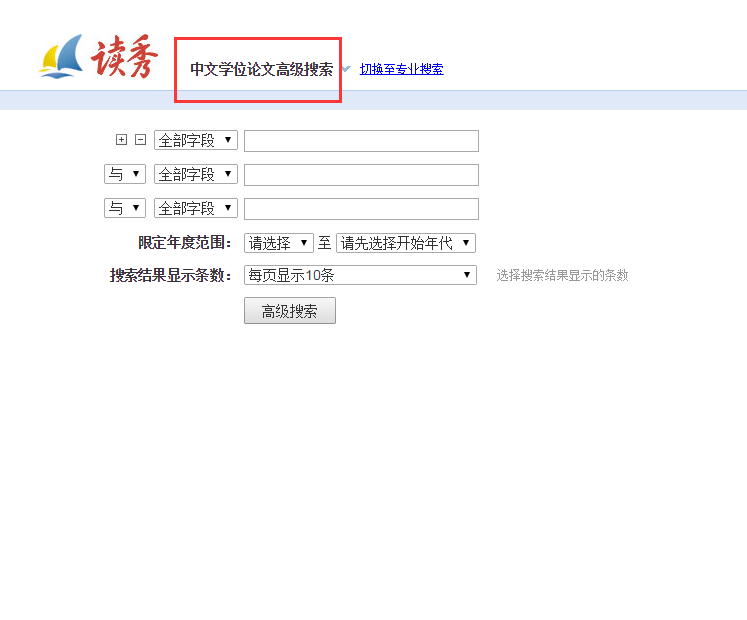 读秀 中文学位论文高级搜索 切换至专业搜索
全部字段
与 全部字段
与 全部字段
限定年度范围： 请选择 至 请先选择开始年代
搜索结果显示条数： 每页显示10条 选择搜索结果显示的条数
高级搜索